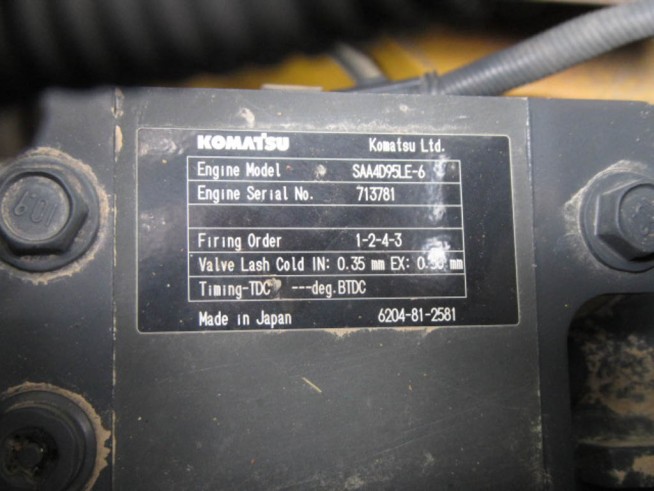 KOMATSU Komatsu Ltd.
Engine Model SAA4D95LE-6
Engine Serial No. 713781
Firing Order 1-2-4-3
Valve Lash Cold IN: 0.35 mm EX: mm
Timing-TDC ---deg.BTDC
Made in Japan 6204-81-2581